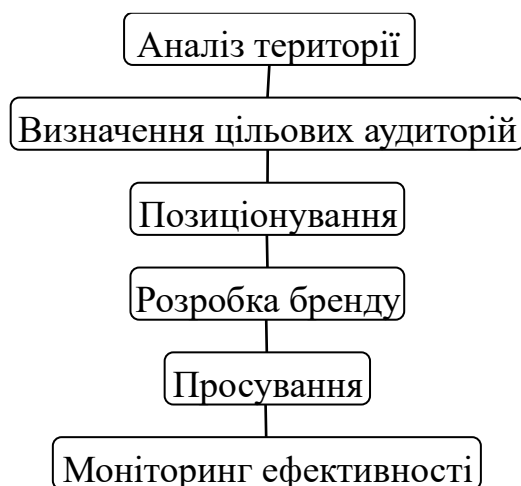 Аналіз території
Визначення цільових аудиторій
Позиціонування
Розробка бренду
Просування
Моніторинг ефективності